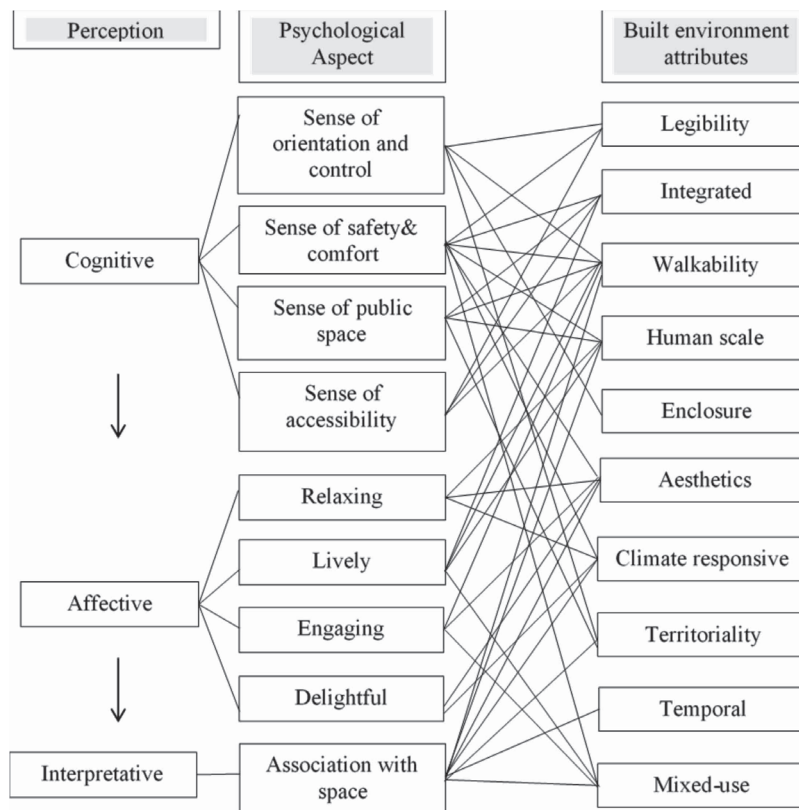 Perception
Psychological
Aspect
Built environment
attributes
Sense of
orientation and
control
Legibility
Integrated
Cognitive
Sense of safety&
comfort
Walkability
Sense of public
space
Human scale
Sense of
accessibility
Enclosure
Relaxing
Aesthetics
Lively
Climate responsive
Affective
Engaging
Territoriality
Delightful
Temporal
Interpretative
Association with
space
Mixed-use